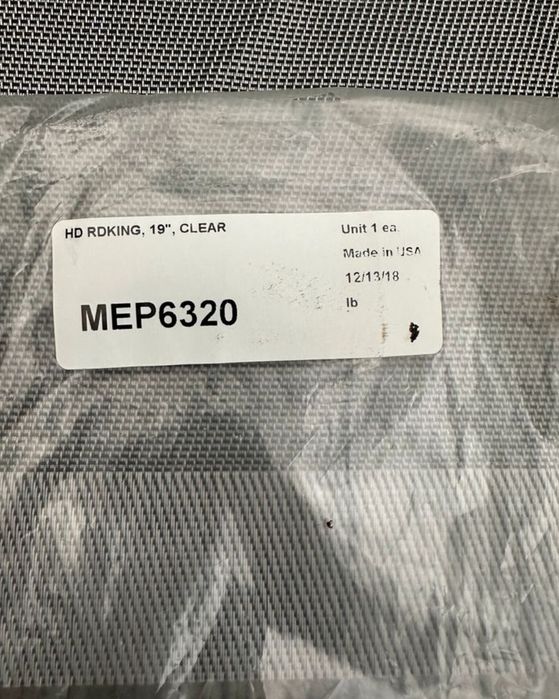 HD RDKING, 19", CLEAR
Unit 1 ea.
Made in USA
12/13/18
lb
MEP6320